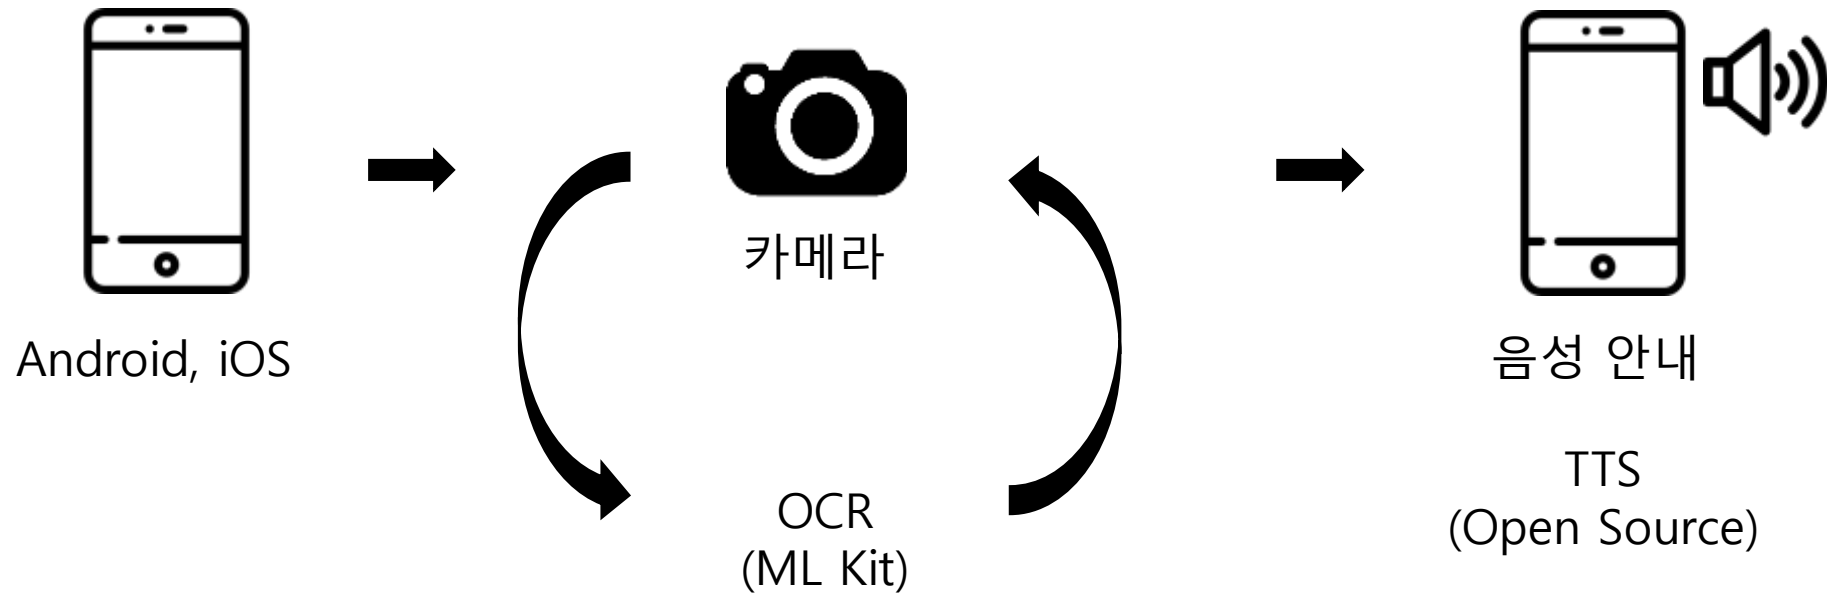 Android, iOS
카메라
OCR
(ML Kit)
음성 안내
TTS
(Open Source)